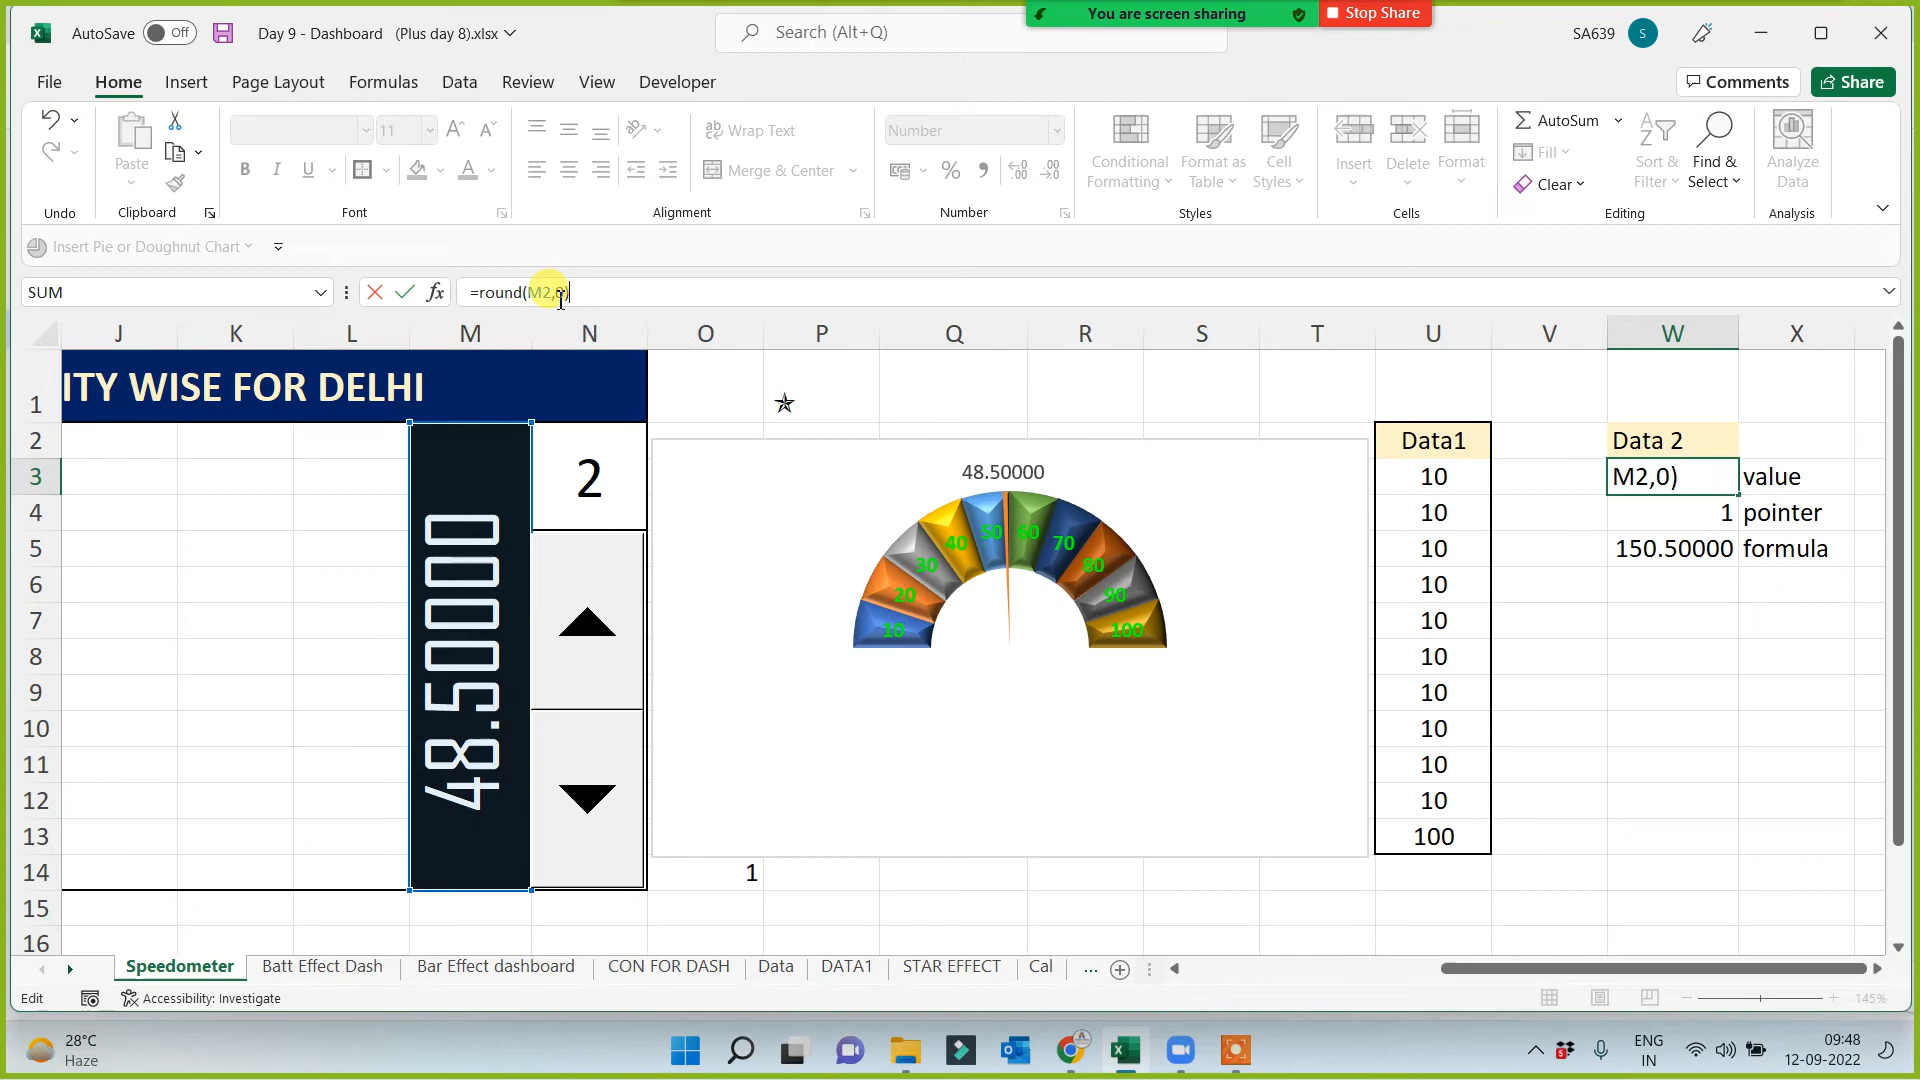 You are screen sharing
Stop Share
AutoSave Off Day 9 - Dashboard (Plus day 8).xlsx
Search (Alt+Q)
SA639 S
File Home Insert Page Layout Formulas Data Review View Developer
Comments Share
Paste
11
Wrap Text
Merge & Center
Number
Conditional Formatting
Format as Table
Cell Styles
Insert Delete Format
AutoSum
Fill
Clear
Sort & Filter
Find & Select
Analyze Data
Undo Clipboard Font Alignment Number Styles Cells Editing Analysis
Insert Pie or Doughnut Chart
SUM
=round(M2,0)
J K L M N O P Q R S T U V W X
1 ITY WISE FOR DELHI
2 2 Data1 Data 2
3 10 M2,0) value
4 10 1 pointer
5 10 150.50000 formula
6 10
7 10
8 10
9 10
10 10
11 10
12 10
13 100
14 1
15
16
48.50000
48.50000
10 20 30 40 50 60 70 80 90 100
Speedometer Batt Effect Dash Bar Effect dashboard CON FOR DASH Data DATA1 STAR EFFECT Cal ...
Edit Accessibility: Investigate 145%
28°C
Haze
5
ENG
IN
09:48
12-09-2022